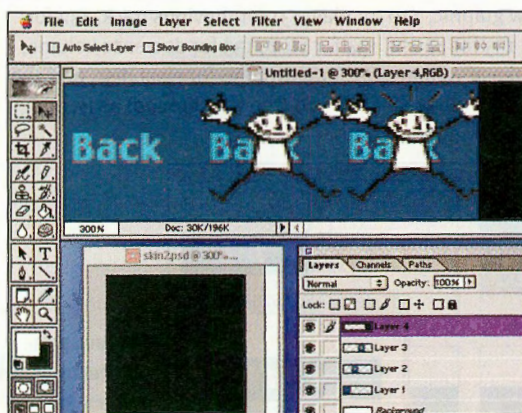 File Edit Image Layer Select Filter View Window Help
Auto Select Layer Show Bounding Box
Untitled-1 @ 300% (Layer 4,RGB)
Back Back Back
300% Doc: 30K/196K
skin2.psd @ 300%...
Layers Channels Paths
Normal Opacity: 100%
Lock:
Layer 4
Layer 3
Layer 2
Layer 1
Background
T